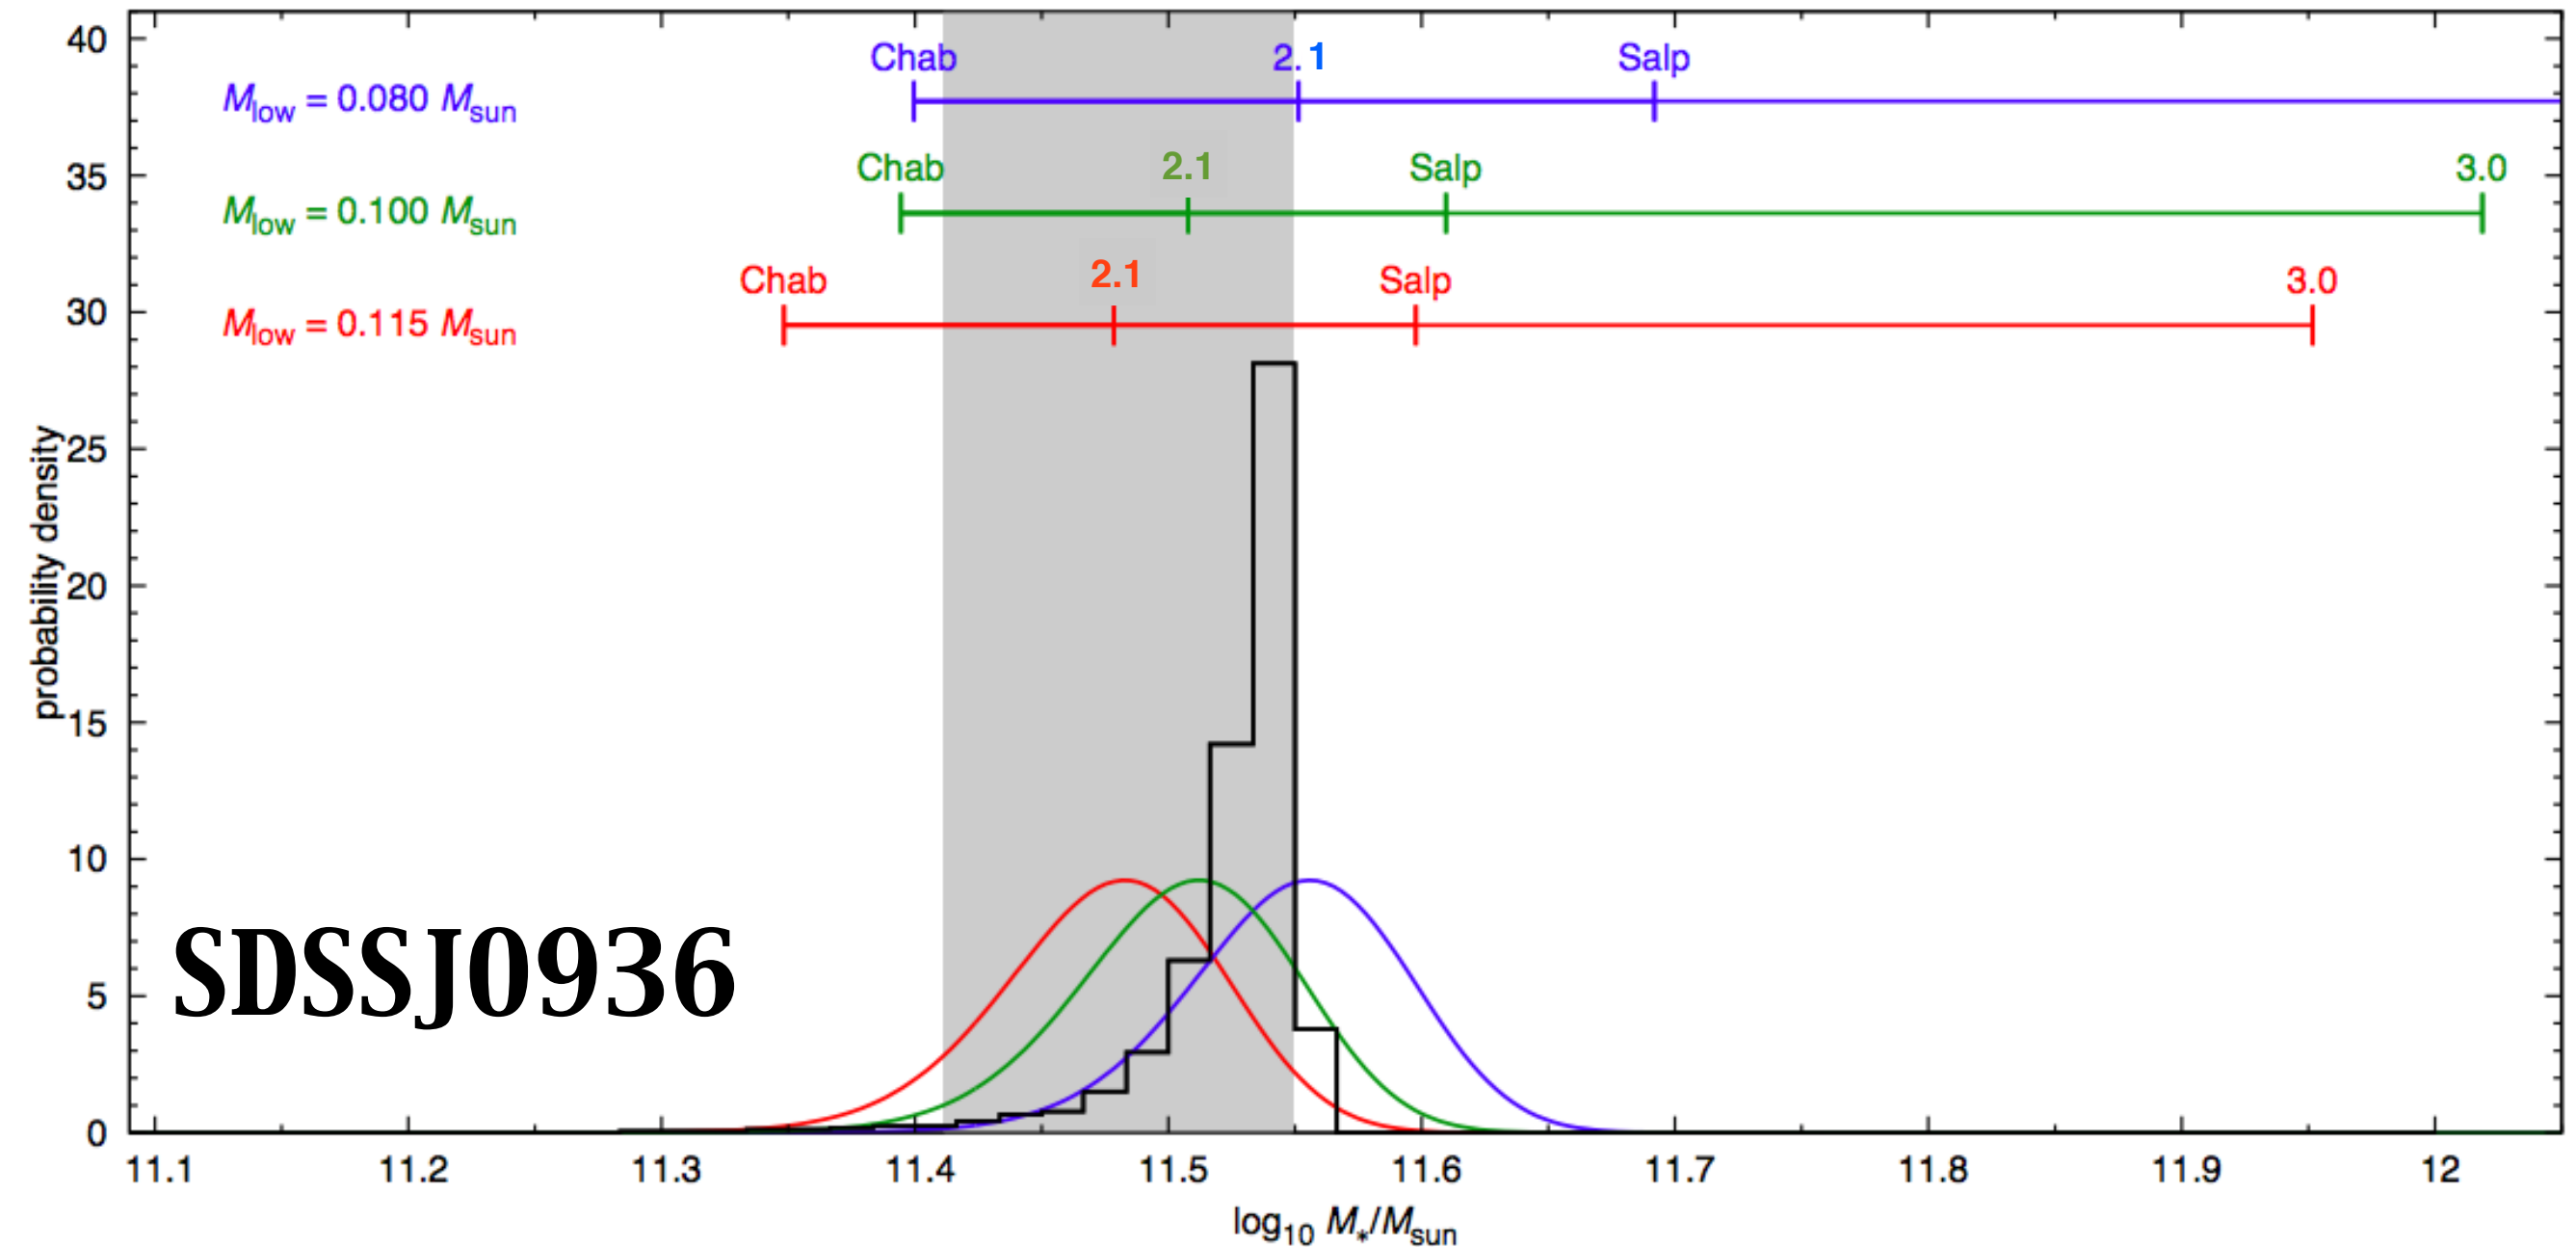 40
Chab 2.1 Salp
M_low = 0.080 M_sun
35
Chab 2.1 Salp 3.0
M_low = 0.100 M_sun
30
Chab 2.1 Salp 3.0
M_low = 0.115 M_sun
probability density
25
20
15
10
5
0
SDSSJ0936
11.1 11.2 11.3 11.4 11.5 11.6 11.7 11.8 11.9 12
log10 M*/Msun